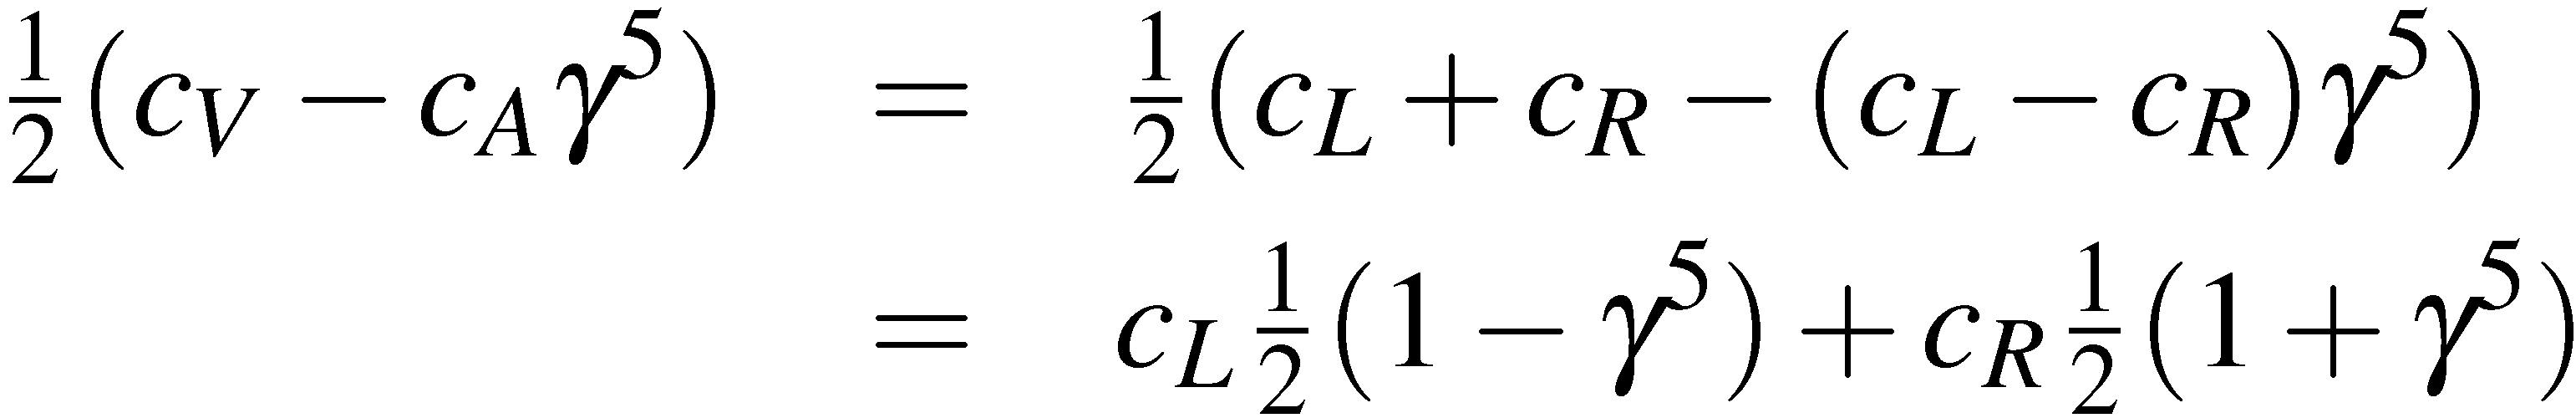 ½(c_V − c_Aγ^5) = ½(c_L + c_R − (c_L − c_R)γ^5)
= c_L ½(1 − γ^5) + c_R ½(1 + γ^5)